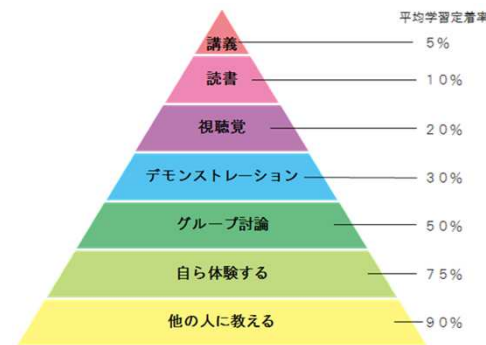 平均学習定着率
講義 5%
読書 10%
視聴覚 20%
デモンストレーション 30%
グループ討論 50%
自ら体験する 75%
他の人に教える 90%